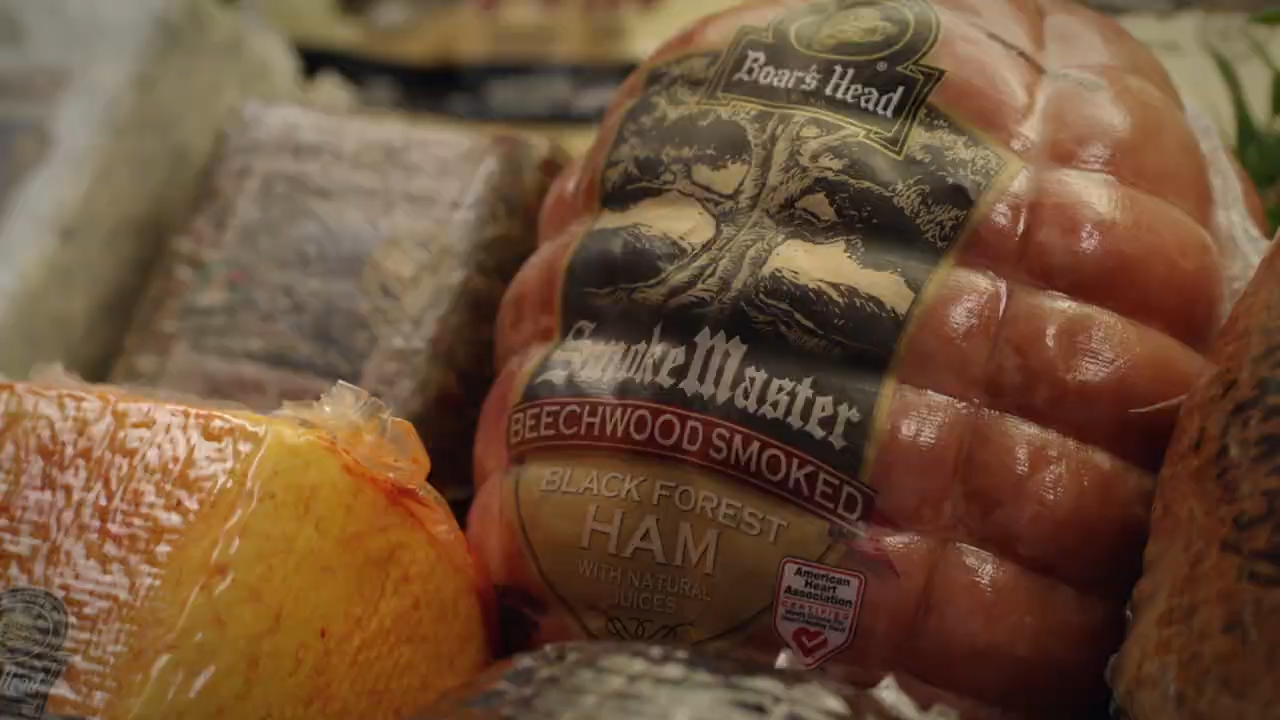 Boar's Head
®
SmokeMaster
BEECHWOOD SMOKED
BLACK FOREST
HAM
WITH NATURAL
JUICES
American
Heart
Association
CERTIFIED